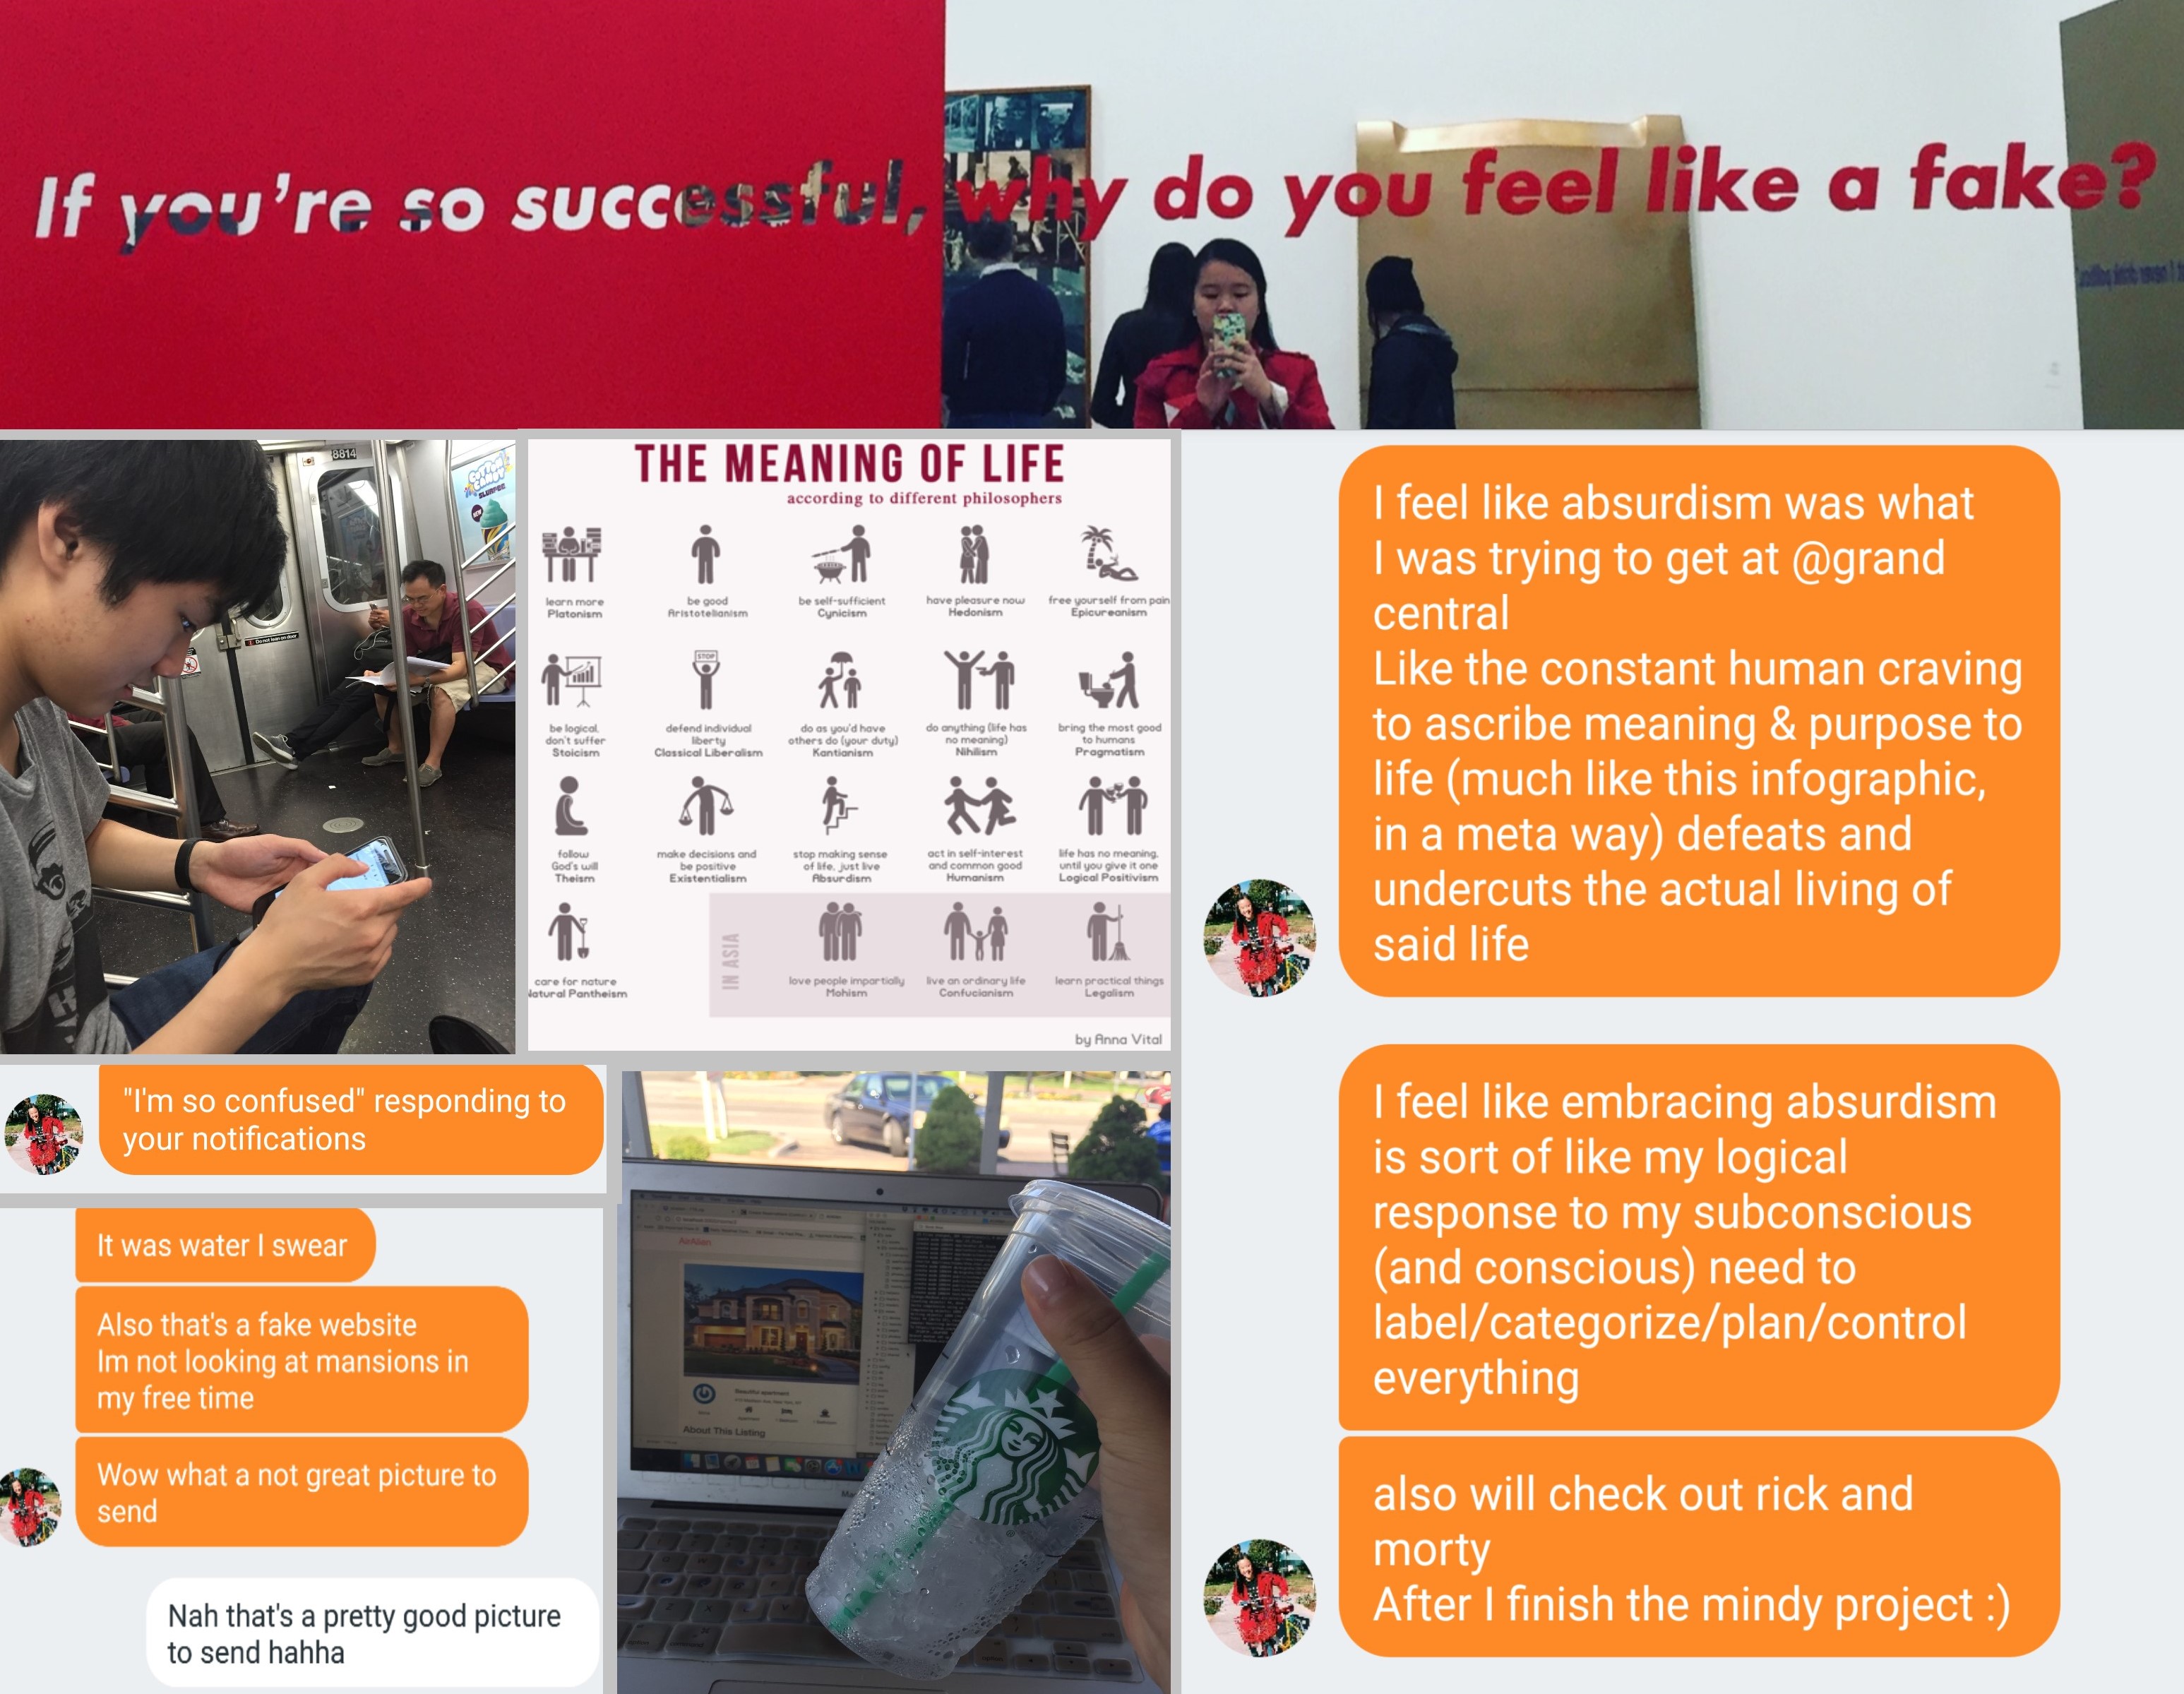 If you're so successful, why do you feel like a fake?
8814
COTTON
CANDY
SLURPEE
Do not lean on door
THE MEANING OF LIFE
according to different philosophers
learn more
Platonism
be good
Aristotelianism
be self-sufficient
Cynicism
have pleasure now
Hedonism
free yourself from pain
Epicureanism
be logical,
don't suffer
Stoicism
STOP
defend individual
liberty
Classical Liberalism
do as you'd have
others do (your duty)
Kantianism
do anything (life has
no meaning)
Nihilism
bring the most good
to humans
Pragmatism
follow
God's will
Theism
make decisions and
be positive
Existentialism
stop making sense
of life, just live
Absurdism
act in self-interest
and common good
Humanism
life has no meaning,
until you give it one
Logical Positivism
care for nature
Natural Pantheism
IN ASIA
love people impartially
Mohism
live an ordinary life
Confucianism
learn practical things
Legalism
by Anna Vital
I feel like absurdism was what
I was trying to get at @grand
central
Like the constant human craving
to ascribe meaning & purpose to
life (much like this infographic,
in a meta way) defeats and
undercuts the actual living of
said life
I feel like embracing absurdism
is sort of like my logical
response to my subconscious
(and conscious) need to
label/categorize/plan/control
everything
also will check out rick and
morty
After I finish the mindy project :)
"I'm so confused" responding to
your notifications
It was water I swear
Also that's a fake website
Im not looking at mansions in
my free time
Wow what a not great picture to
send
Nah that's a pretty good picture
to send hahha
AirAlien
Beautiful apartment
About This Listing